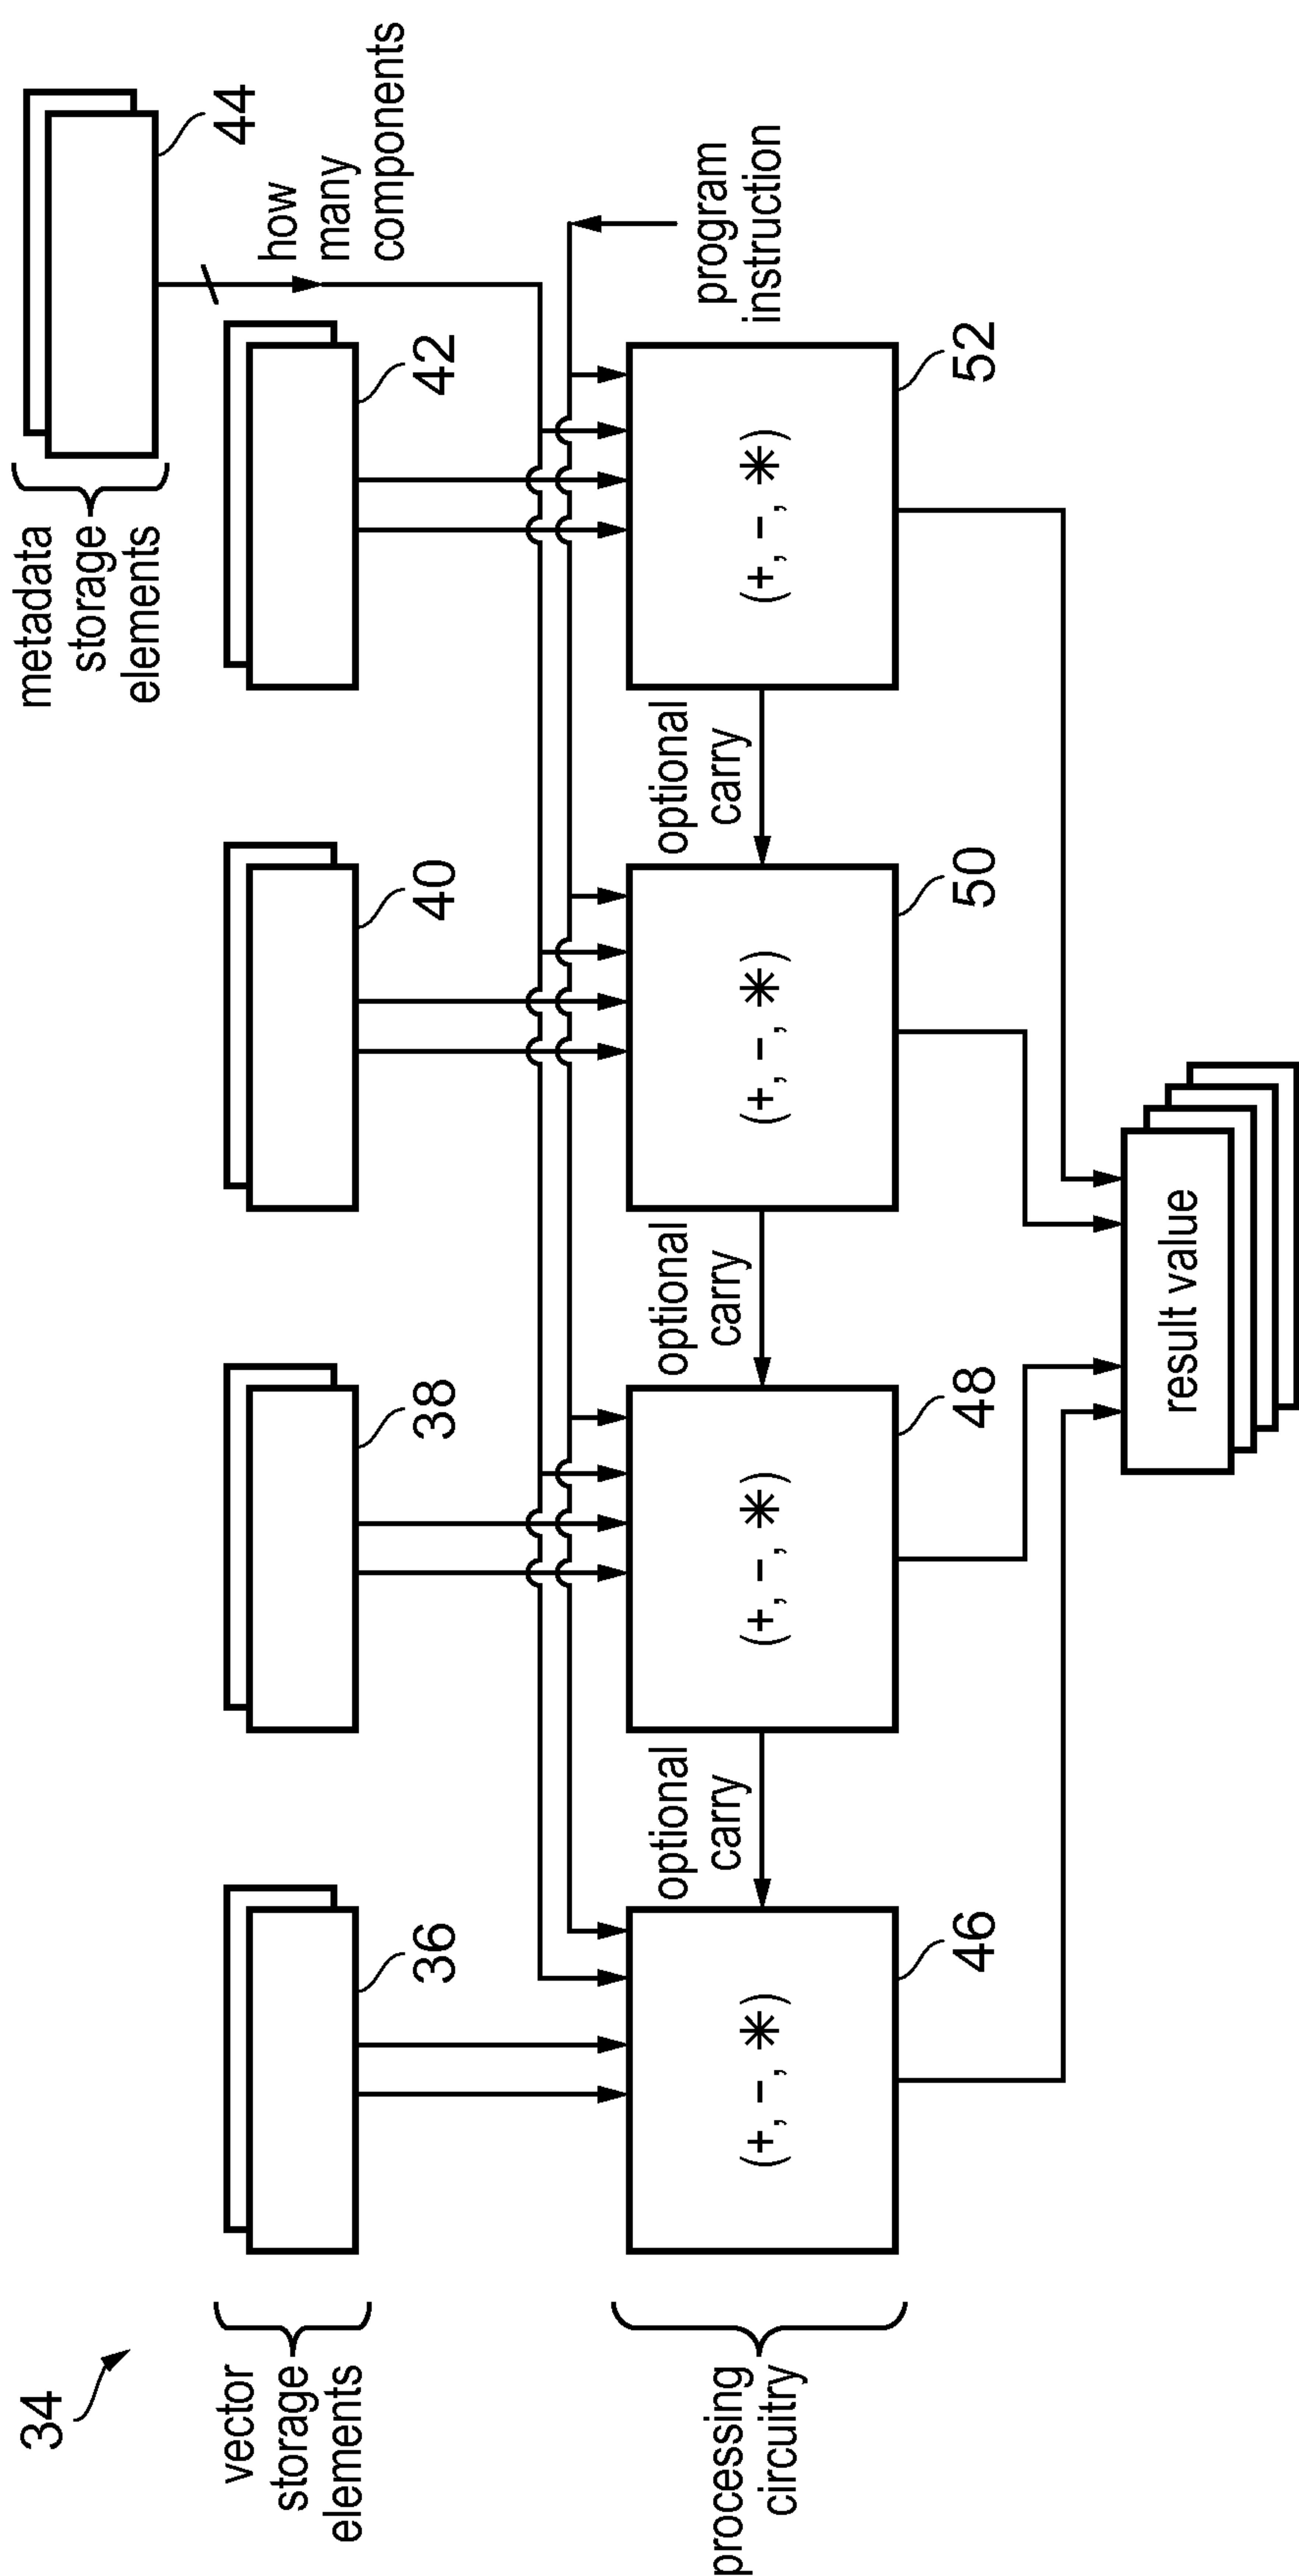 34
metadata
storage
elements
44
how
many
components
vector
storage
elements
36
38
40
42
program
instruction
processing
circuitry
optional
carry
optional
carry
optional
carry
(+, -, *)
(+, -, *)
(+, -, *)
(+, -, *)
46
48
50
52
result value